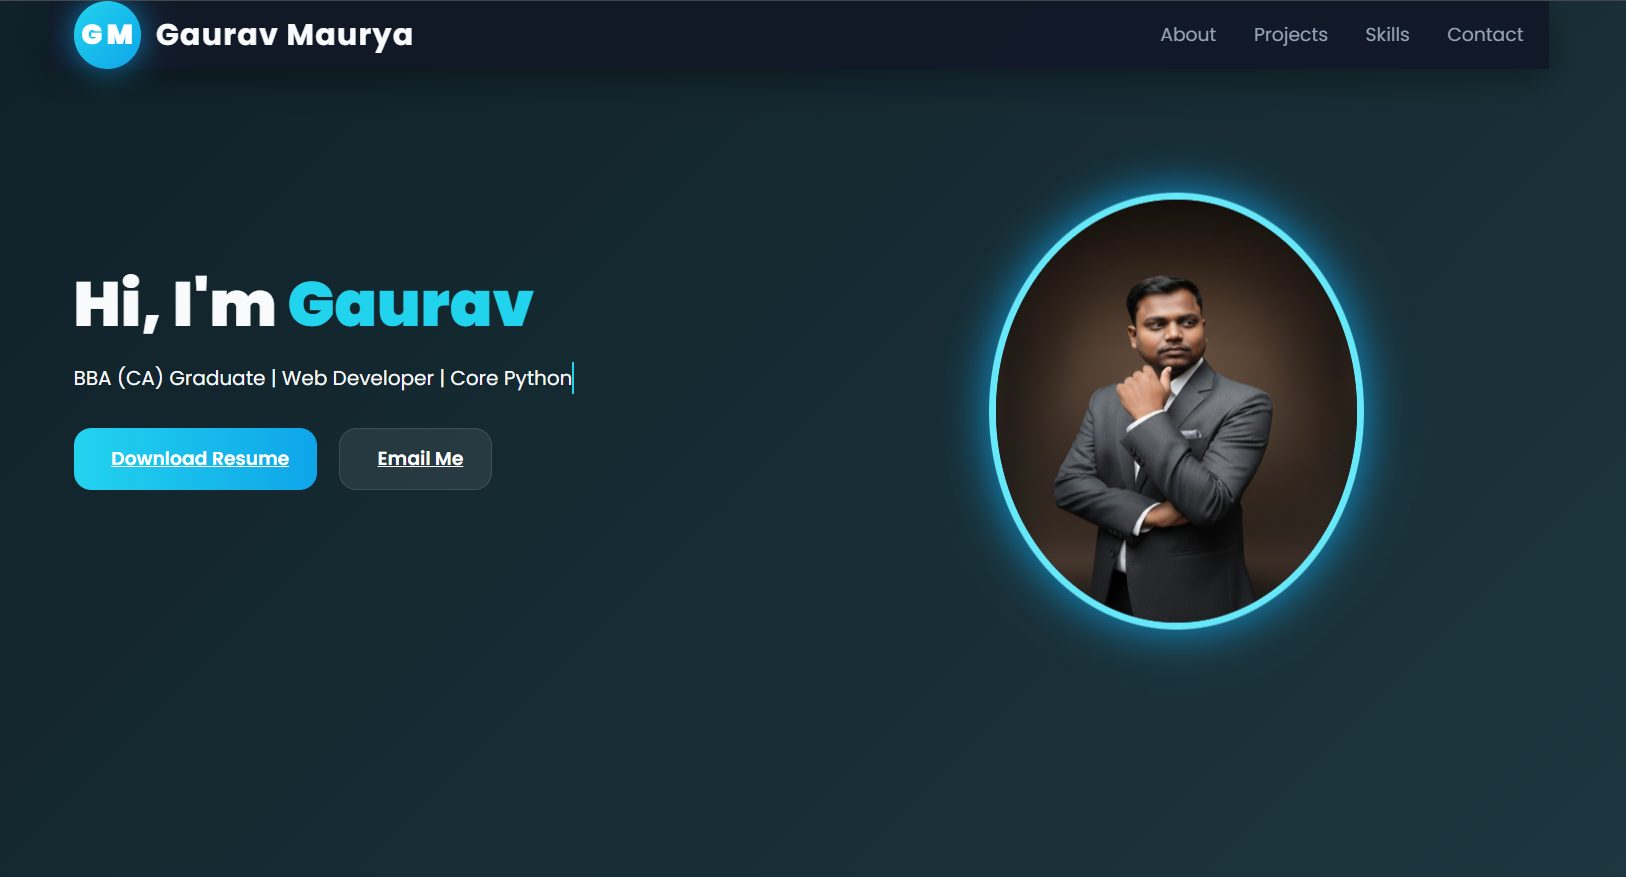 GM Gaurav Maurya About Projects Skills Contact
Hi, I'm Gaurav
BBA (CA) Graduate | Web Developer | Core Python
Download Resume Email Me